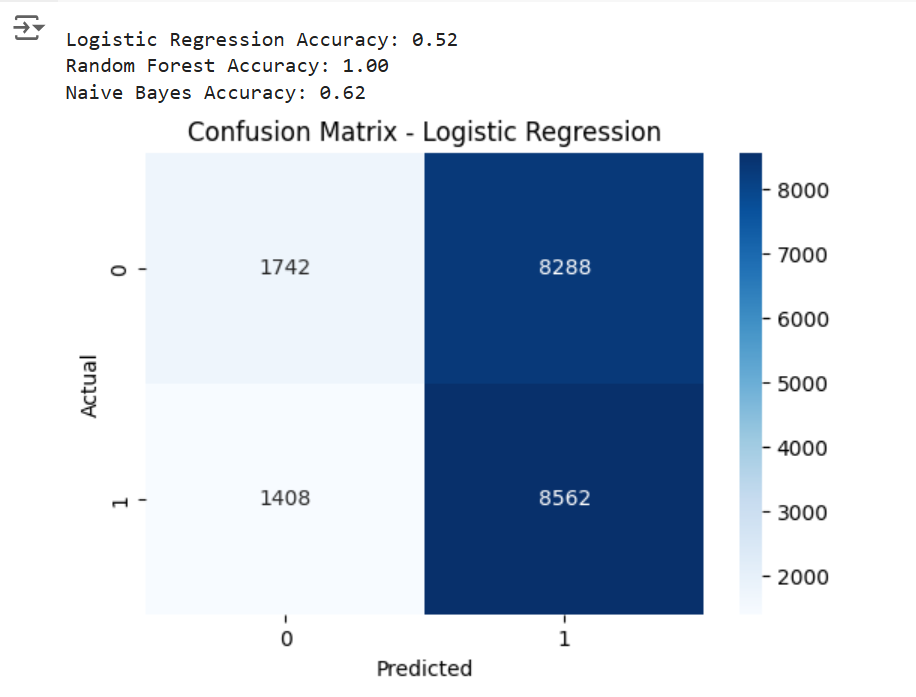 Logistic Regression Accuracy: 0.52
Random Forest Accuracy: 1.00
Naive Bayes Accuracy: 0.62
Confusion Matrix - Logistic Regression
8000
7000
6000
5000
4000
3000
2000
Actual
0
1
1742
8288
1408
8562
0
1
Predicted